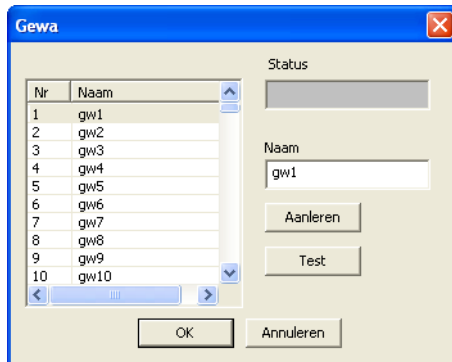 Gewa
Status
Nr Naam
1 gw1
2 gw2
3 gw3
4 gw4
5 gw5
6 gw6
7 gw7
8 gw8
9 gw9
10 gw10
Naam
gw1
Aanleren
Test
OK Annuleren